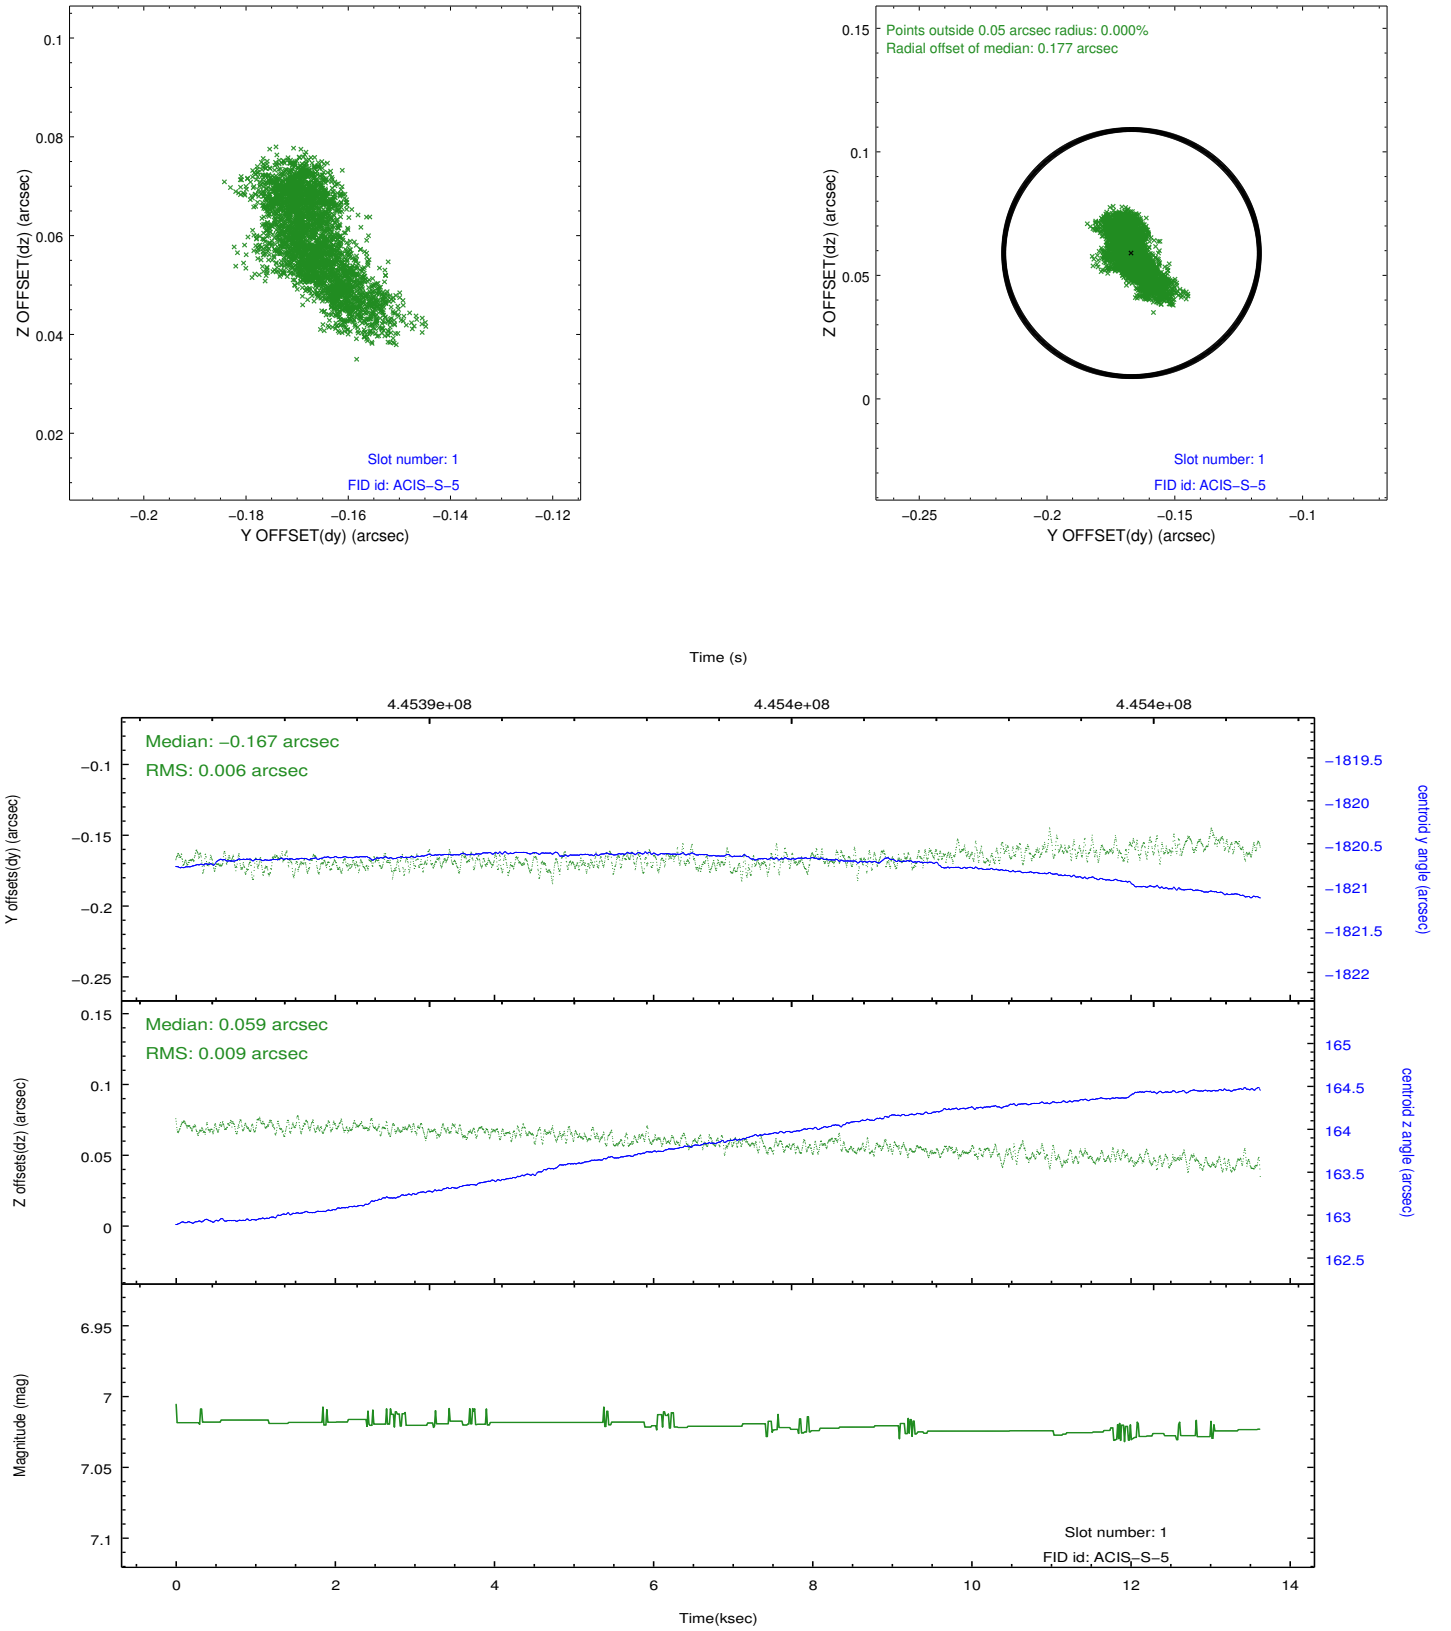 0.1
0.08
0.06
0.04
0.02
Z OFFSET(dz) (arcsec)
Slot number: 1
FID id: ACIS−S−5
−0.2
−0.18
−0.16
−0.14
−0.12
Y OFFSET(dy) (arcsec)
Points outside 0.05 arcsec radius: 0.000%
Radial offset of median: 0.177 arcsec
0.15
0.1
0.05
0
Z OFFSET(dz) (arcsec)
Slot number: 1
FID id: ACIS−S−5
−0.25
−0.2
−0.15
−0.1
Y OFFSET(dy) (arcsec)
Time (s)
4.4539e+08
4.454e+08
4.454e+08
Median: −0.167 arcsec
RMS: 0.006 arcsec
−0.1
−0.15
−0.2
−0.25
Y offsets(dy) (arcsec)
−1819.5
−1820
−1820.5
−1821
−1821.5
−1822
centroid y angle (arcsec)
Median: 0.059 arcsec
RMS: 0.009 arcsec
0.15
0.1
0.05
0
Z offsets(dz) (arcsec)
165
164.5
164
163.5
163
162.5
centroid z angle (arcsec)
6.95
7
7.05
7.1
Magnitude (mag)
Slot number: 1
FID id: ACIS−S−5
0
2
4
6
8
10
12
14
Time(ksec)